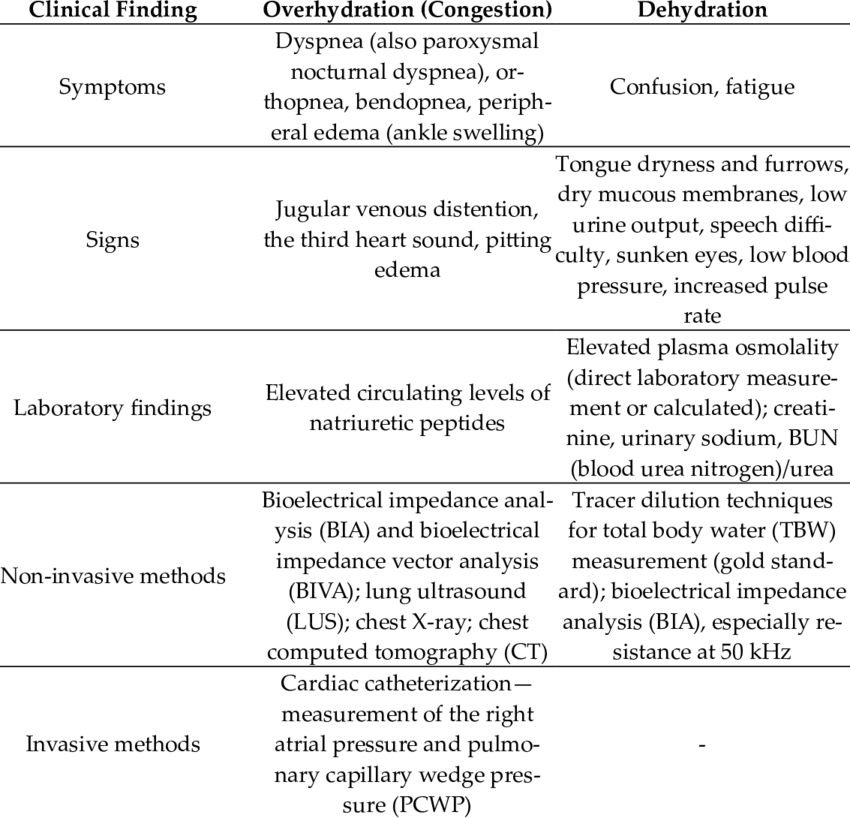 Clinical Finding Overhydration (Congestion) Dehydration
Symptoms
Dyspnea (also paroxysmal
nocturnal dyspnea), or-
thopnea, bendopnea, periph-
eral edema (ankle swelling)
Confusion, fatigue
Signs
Jugular venous distention,
the third heart sound, pitting
edema
Tongue dryness and furrows,
dry mucous membranes, low
urine output, speech diffi-
culty, sunken eyes, low blood
pressure, increased pulse
rate
Laboratory findings
Elevated circulating levels of
natriuretic peptides
Elevated plasma osmolality
(direct laboratory measure-
ment or calculated); creati-
nine, urinary sodium, BUN
(blood urea nitrogen)/urea
Non-invasive methods
Bioelectrical impedance anal-
ysis (BIA) and bioelectrical
impedance vector analysis
(BIVA); lung ultrasound
(LUS); chest X-ray; chest
computed tomography (CT)
Tracer dilution techniques
for total body water (TBW)
measurement (gold stand-
ard); bioelectrical impedance
analysis (BIA), especially re-
sistance at 50 kHz
Invasive methods
Cardiac catheterization—
measurement of the right
atrial pressure and pulmo-
nary capillary wedge pres-
sure (PCWP)
-